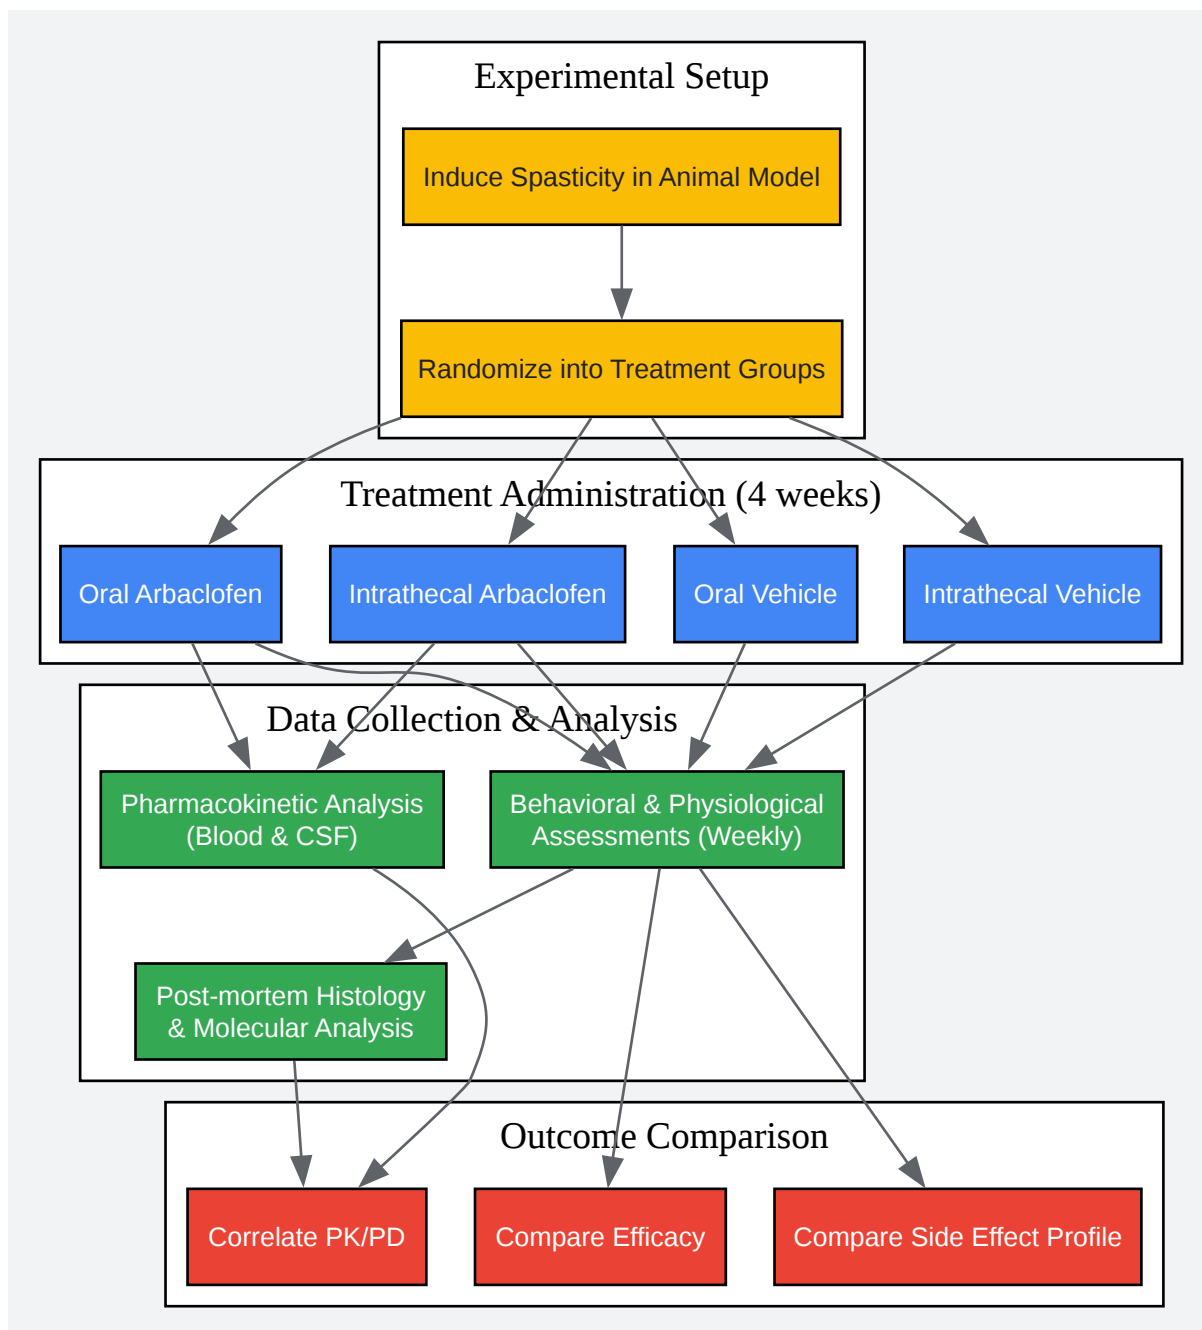 Experimental Setup
Induce Spasticity in Animal Model
Randomize into Treatment Groups
Treatment Administration (4 weeks)
Oral Arbaclofen
Intrathecal Arbaclofen
Oral Vehicle
Intrathecal Vehicle
Data Collection & Analysis
Pharmacokinetic Analysis
(Blood & CSF)
Behavioral & Physiological
Assessments (Weekly)
Post-mortem Histology
& Molecular Analysis
Outcome Comparison
Correlate PK/PD
Compare Efficacy
Compare Side Effect Profile